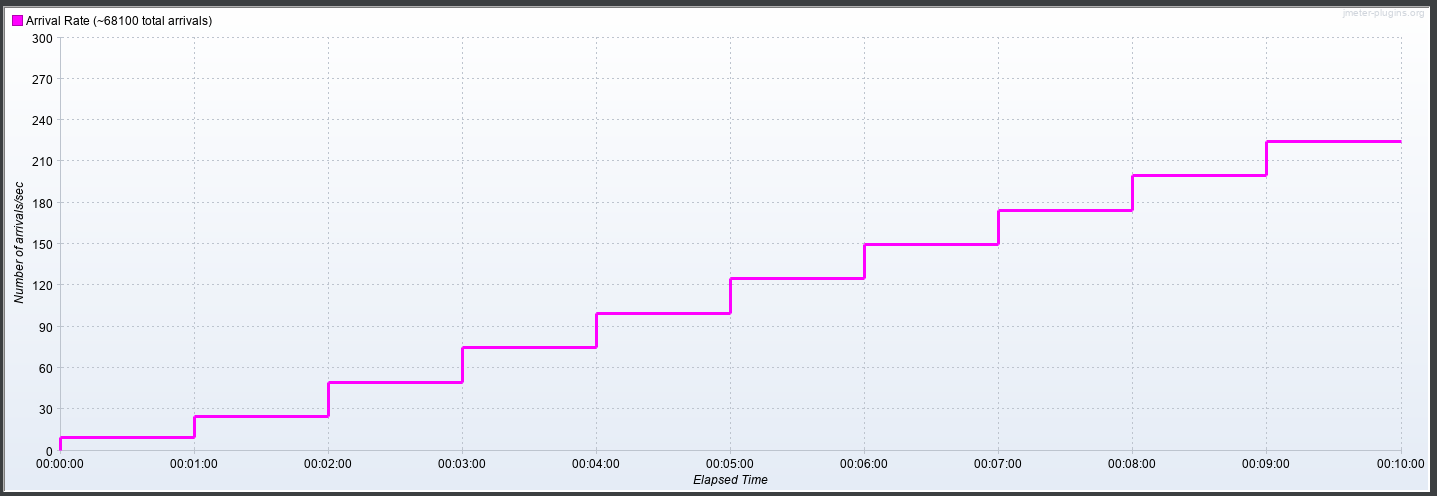 Arrival Rate (~68100 total arrivals)
jmeter-plugins.org
300
270
240
210
180
150
120
90
60
30
0
Number of arrivals/sec
00:00:00 00:01:00 00:02:00 00:03:00 00:04:00 00:05:00 00:06:00 00:07:00 00:08:00 00:09:00 00:10:00
Elapsed Time